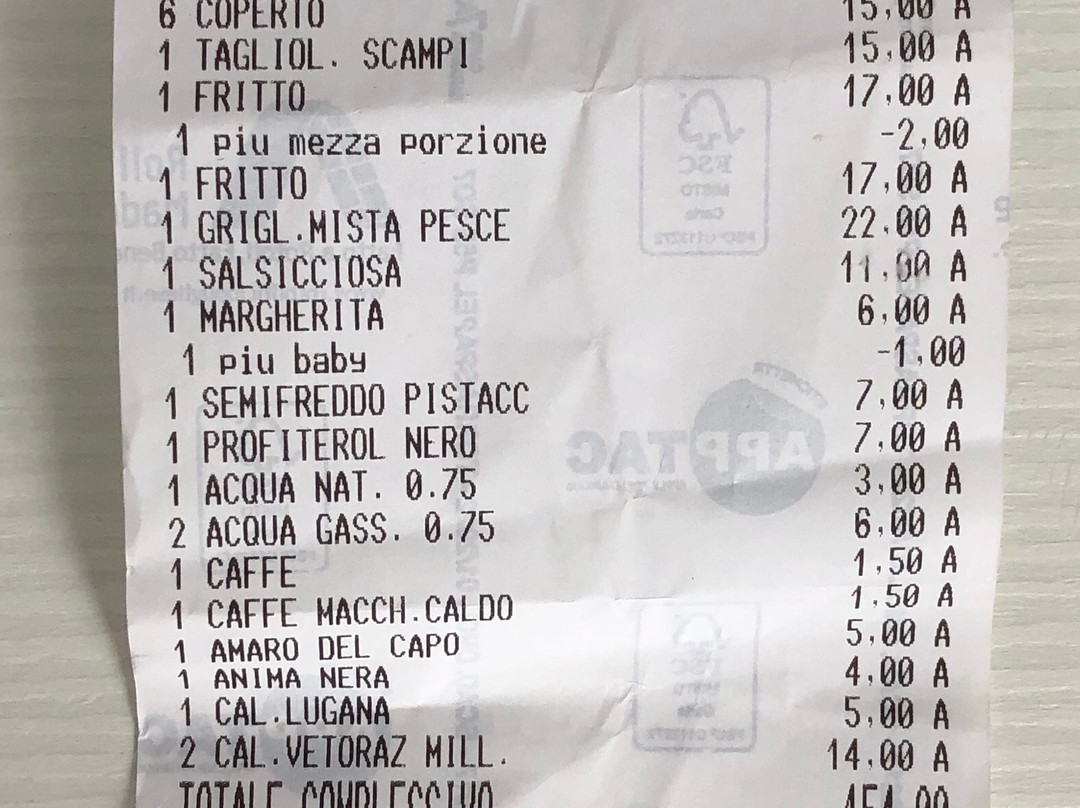 6 COPERTO 15,00 A
1 TAGLIOL. SCAMPI 15,00 A
1 FRITTO 17,00 A
1 piu mezza porzione -2,00
1 FRITTO 17,00 A
1 GRIGL.MISTA PESCE 22,00 A
1 SALSICCIOSA 11,00 A
1 MARGHERITA 6,00 A
1 piu baby -1,00
1 SEMIFREDDO PISTACC 7,00 A
1 PROFITEROL NERO 7,00 A
1 ACQUA NAT. 0.75 3,00 A
2 ACQUA GASS. 0.75 6,00 A
1 CAFFE 1,50 A
1 CAFFE MACCH.CALDO 1,50 A
1 AMARO DEL CAPO 5,00 A
1 ANIMA NERA 4,00 A
1 CAL.LUGANA 5,00 A
2 CAL.VETORAZ MILL. 14,00 A
TOTALE COMPLESSIVO 154,00